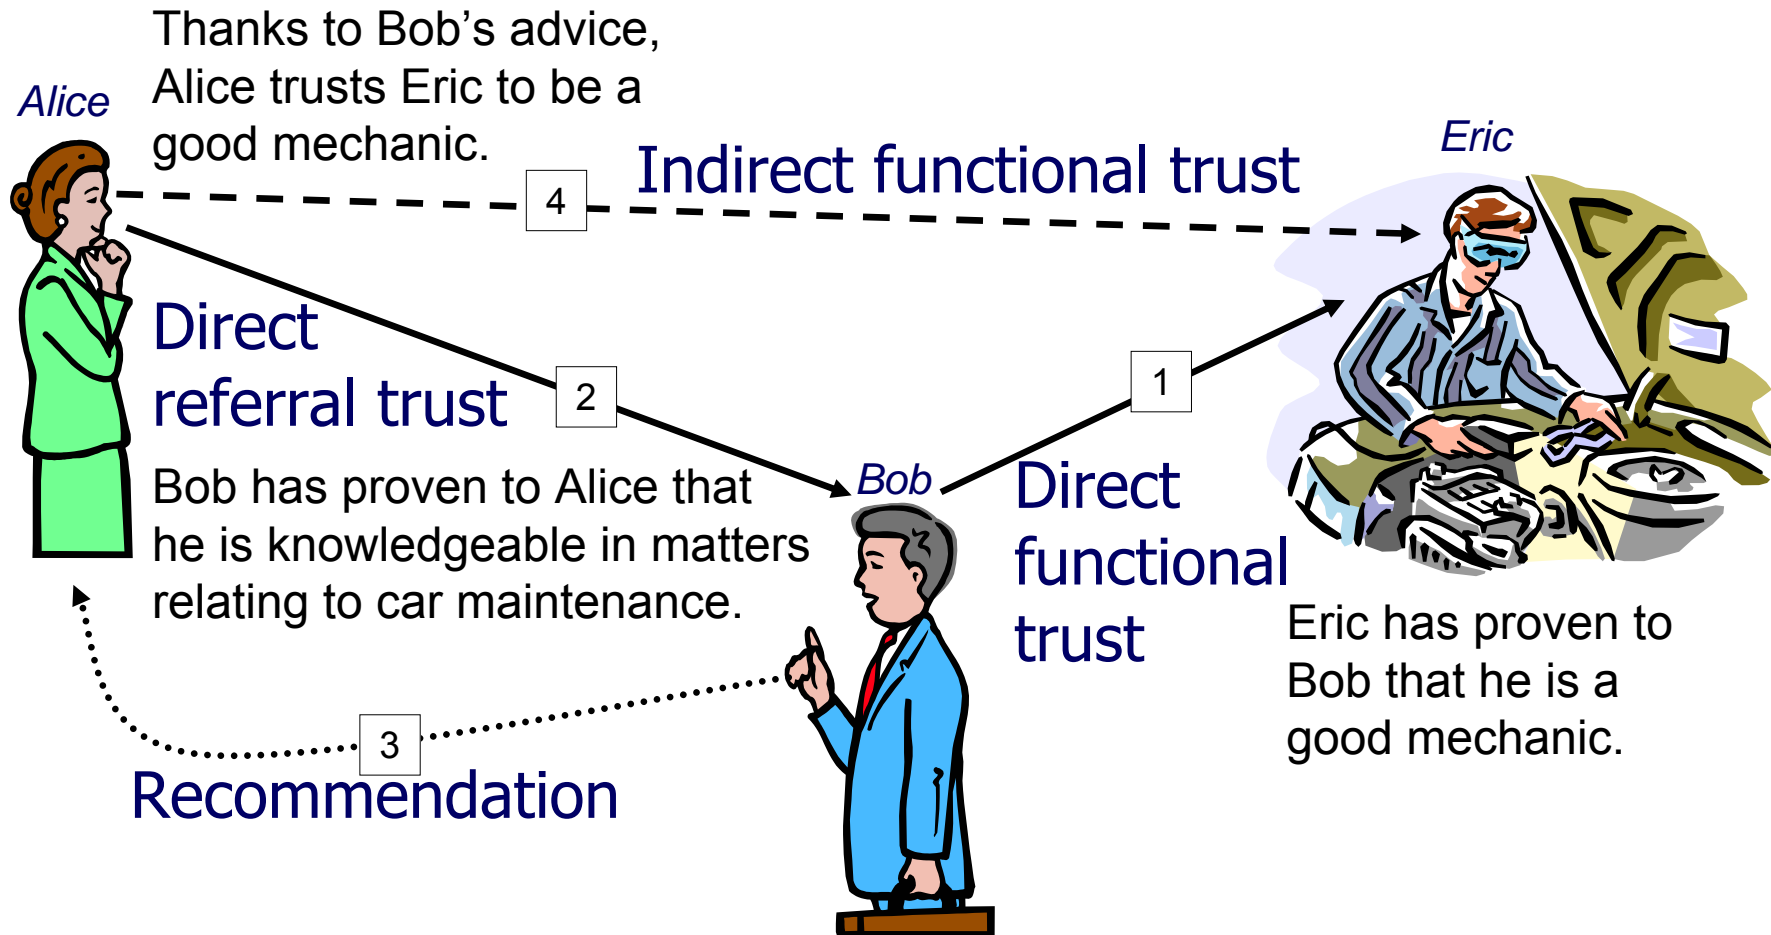 Thanks to Bob’s advice,
Alice trusts Eric to be a
good mechanic.
Alice
Eric
Indirect functional trust
4
Direct
referral trust
2
1
Bob has proven to Alice that
he is knowledgeable in matters
relating to car maintenance.
Bob
Direct
functional
trust
Eric has proven to
Bob that he is a
good mechanic.
3
Recommendation